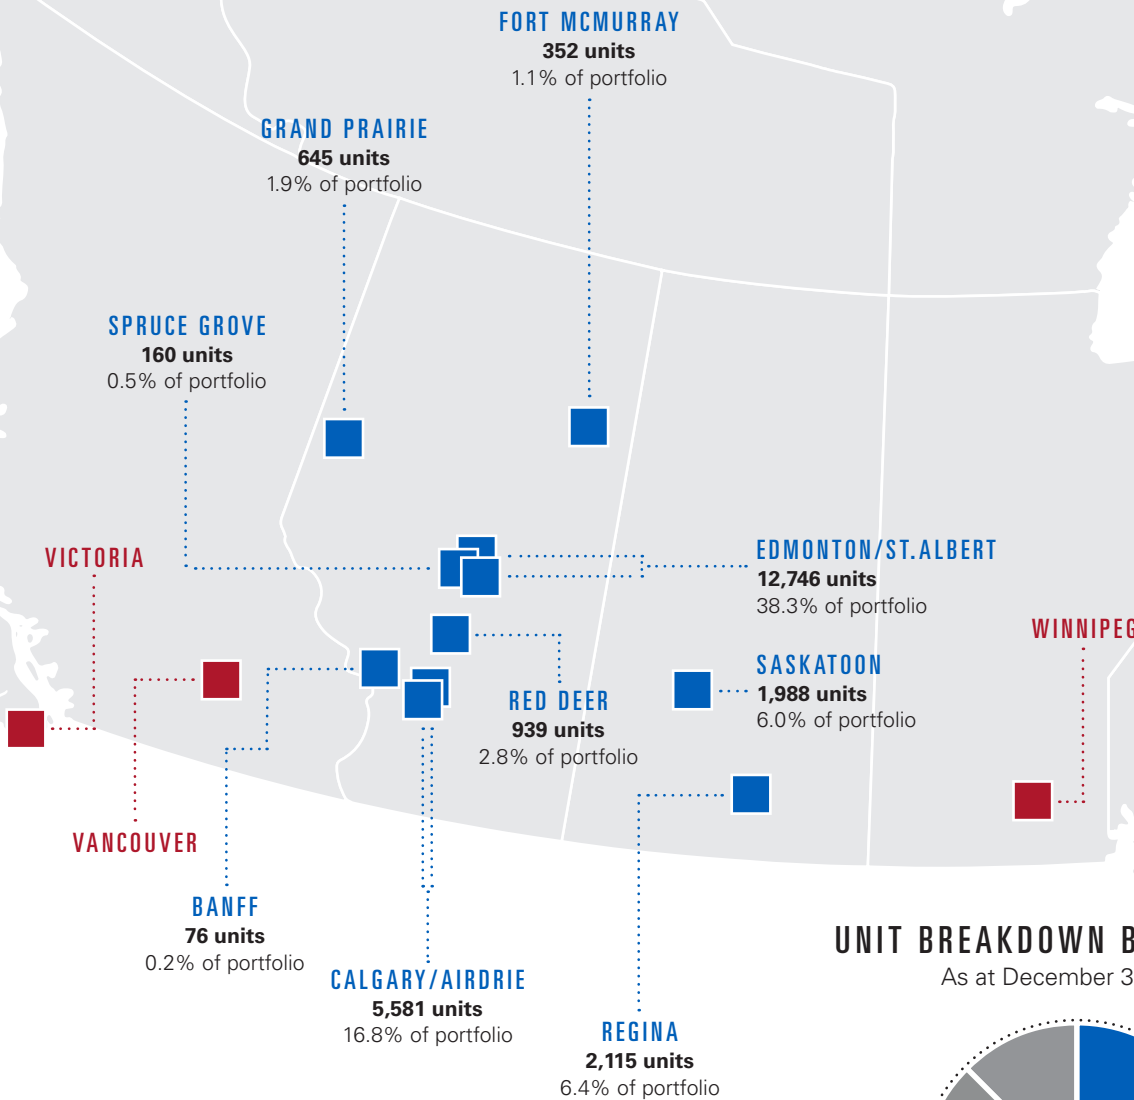 FORT MCMURRAY
352 units
1.1% of portfolio
GRAND PRAIRIE
645 units
1.9% of portfolio
SPRUCE GROVE
160 units
0.5% of portfolio
VICTORIA
EDMONTON/ST.ALBERT
12,746 units
38.3% of portfolio
WINNIPEG
SASKATOON
1,988 units
6.0% of portfolio
RED DEER
939 units
2.8% of portfolio
VANCOUVER
BANFF
76 units
0.2% of portfolio
CALGARY/AIRDRIE
5,581 units
16.8% of portfolio
REGINA
2,115 units
6.4% of portfolio
UNIT BREAKDOWN B
As at December 3